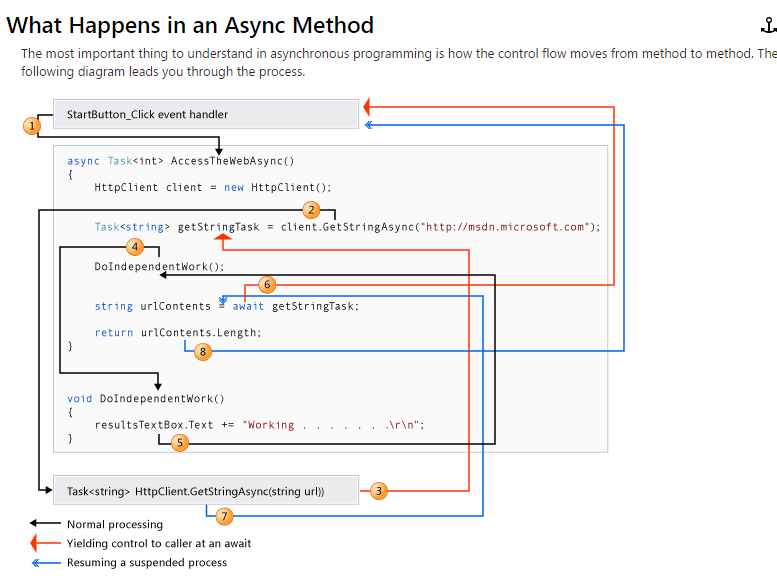 What Happens in an Async Method
The most important thing to understand in asynchronous programming is how the control flow moves from method to method. The
following diagram leads you through the process.
StartButton_Click event handler
1
async Task<int> AccessTheWebAsync()
{
HttpClient client = new HttpClient();
2
Task<string> getStringTask = client.GetStringAsync("http://msdn.microsoft.com");
4
DoIndependentWork();
6
string urlContents = await getStringTask;
return urlContents.Length;
}
8
void DoIndependentWork()
{
resultsTextBox.Text += "Working . . . . . . .\r\n";
}
5
Task<string> HttpClient.GetStringAsync(string url))
3
7
Normal processing
Yielding control to caller at an await
Resuming a suspended process